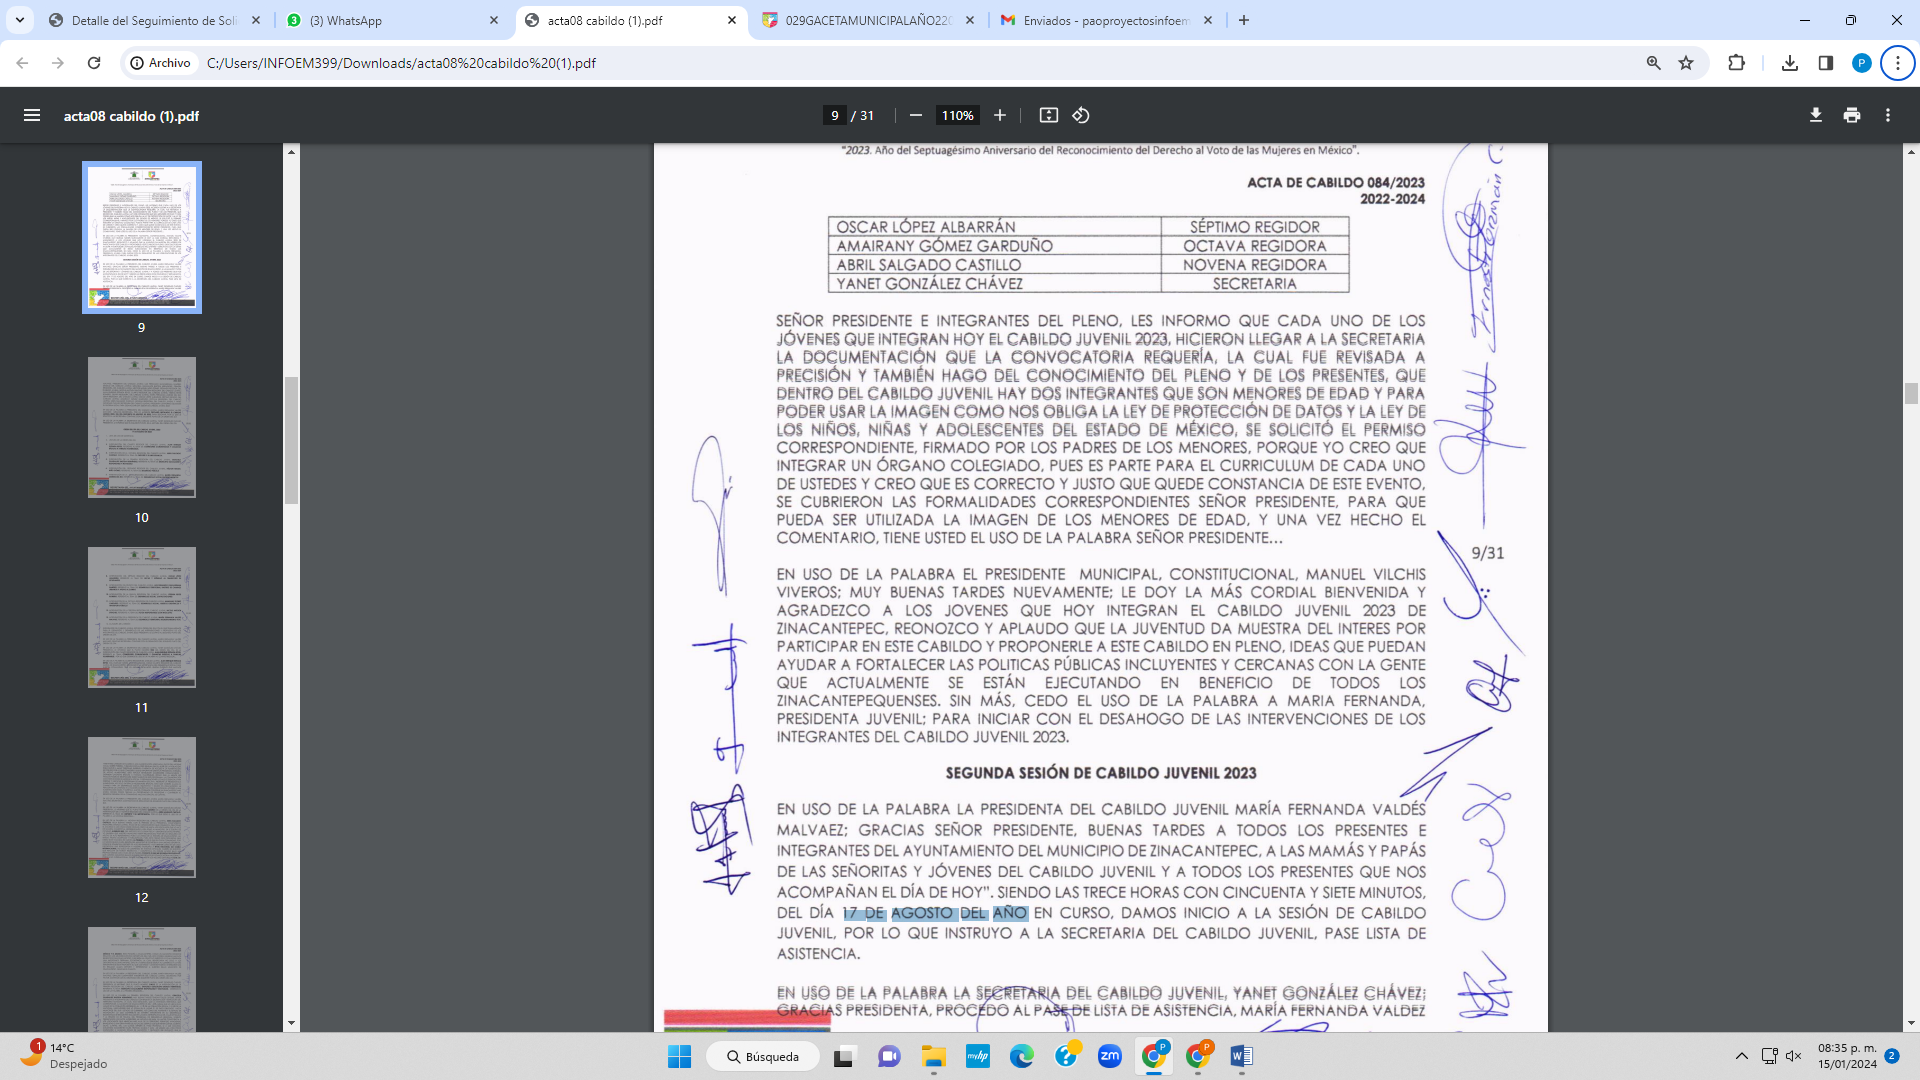 Detalle del Seguimiento de Soli
(3) WhatsApp
acta08 cabildo (1).pdf
029GACETAMUNICIPALAÑO22
Enviados - paoproyectosinfoem
Archivo
C:/Users/INFOEM399/Downloads/acta08%20cabildo%20(1).pdf
P
acta08 cabildo (1).pdf
9 / 31
110%
9
10
11
12
"2023. Año del Septuagésimo Aniversario del Reconocimiento del Derecho al Voto de las Mujeres en México".
ACTA DE CABILDO 084/2023
2022-2024
OSCAR LÓPEZ ALBARRÁN SÉPTIMO REGIDOR
AMAIRANY GÓMEZ GARDUÑO OCTAVA REGIDORA
ABRIL SALGADO CASTILLO NOVENA REGIDORA
YANET GONZÁLEZ CHÁVEZ SECRETARIA
SEÑOR PRESIDENTE E INTEGRANTES DEL PLENO, LES INFORMO QUE CADA UNO DE LOS
JÓVENES QUE INTEGRAN HOY EL CABILDO JUVENIL 2023, HICIERON LLEGAR A LA SECRETARIA
LA DOCUMENTACIÓN QUE LA CONVOCATORIA REQUERÍA, LA CUAL FUE REVISADA A
PRECISIÓN Y TAMBIÉN HAGO DEL CONOCIMIENTO DEL PLENO Y DE LOS PRESENTES, QUE
DENTRO DEL CABILDO JUVENIL HAY DOS INTEGRANTES QUE SON MENORES DE EDAD Y PARA
PODER USAR LA IMAGEN COMO NOS OBLIGA LA LEY DE PROTECCIÓN DE DATOS Y LA LEY DE
LOS NIÑOS, NIÑAS Y ADOLESCENTES DEL ESTADO DE MÉXICO, SE SOLICITÓ EL PERMISO
CORRESPONDIENTE, FIRMADO POR LOS PADRES DE LOS MENORES, PORQUE YO CREO QUE
INTEGRAR UN ÓRGANO COLEGIADO, PUES ES PARTE PARA EL CURRICULUM DE CADA UNO
DE USTEDES Y CREO QUE ES CORRECTO Y JUSTO QUE QUEDE CONSTANCIA DE ESTE EVENTO,
SE CUBRIERON LAS FORMALIDADES CORRESPONDIENTES SEÑOR PRESIDENTE, PARA QUE
PUEDA SER UTILIZADA LA IMAGEN DE LOS MENORES DE EDAD, Y UNA VEZ HECHO EL
COMENTARIO, TIENE USTED EL USO DE LA PALABRA SEÑOR PRESIDENTE...
9/31
EN USO DE LA PALABRA EL PRESIDENTE MUNICIPAL, CONSTITUCIONAL, MANUEL VILCHIS
VIVEROS; MUY BUENAS TARDES NUEVAMENTE; LE DOY LA MÁS CORDIAL BIENVENIDA Y
AGRADEZCO A LOS JOVENES QUE HOY INTEGRAN EL CABILDO JUVENIL 2023 DE
ZINACANTEPEC, REONOZCO Y APLAUDO QUE LA JUVENTUD DA MUESTRA DEL INTERES POR
PARTICIPAR EN ESTE CABILDO Y PROPONERLE A ESTE CABILDO EN PLENO, IDEAS QUE PUEDAN
AYUDAR A FORTALECER LAS POLITICAS PÚBLICAS INCLUYENTES Y CERCANAS CON LA GENTE
QUE ACTUALMENTE SE ESTÁN EJECUTANDO EN BENEFICIO DE TODOS LOS
ZINACANTEPEQUENSES. SIN MÁS, CEDO EL USO DE LA PALABRA A MARIA FERNANDA,
PRESIDENTA JUVENIL; PARA INICIAR CON EL DESAHOGO DE LAS INTERVENCIONES DE LOS
INTEGRANTES DEL CABILDO JUVENIL 2023.
SEGUNDA SESIÓN DE CABILDO JUVENIL 2023
EN USO DE LA PALABRA LA PRESIDENTA DEL CABILDO JUVENIL MARÍA FERNANDA VALDÉS
MALVAEZ; GRACIAS SEÑOR PRESIDENTE, BUENAS TARDES A TODOS LOS PRESENTES E
INTEGRANTES DEL AYUNTAMIENTO DEL MUNICIPIO DE ZINACANTEPEC, A LAS MAMÁS Y PAPÁS
DE LAS SEÑORITAS Y JÓVENES DEL CABILDO JUVENIL Y A TODOS LOS PRESENTES QUE NOS
ACOMPAÑAN EL DÍA DE HOY". SIENDO LAS TRECE HORAS CON CINCUENTA Y SIETE MINUTOS,
DEL DÍA 17 DE AGOSTO DEL AÑO EN CURSO, DAMOS INICIO A LA SESIÓN DE CABILDO
JUVENIL, POR LO QUE INSTRUYO A LA SECRETARIA DEL CABILDO JUVENIL, PASE LISTA DE
ASISTENCIA.
EN USO DE LA PALABRA LA SECRETARIA DEL CABILDO JUVENIL, YANET GONZÁLEZ CHÁVEZ;
GRACIAS PRESIDENTA, PROCEDO AL PASE DE LISTA DE ASISTENCIA, MARÍA FERNANDA VALDEZ
1
14°C
Despejado
Búsqueda
08:35 p. m.
15/01/2024
2